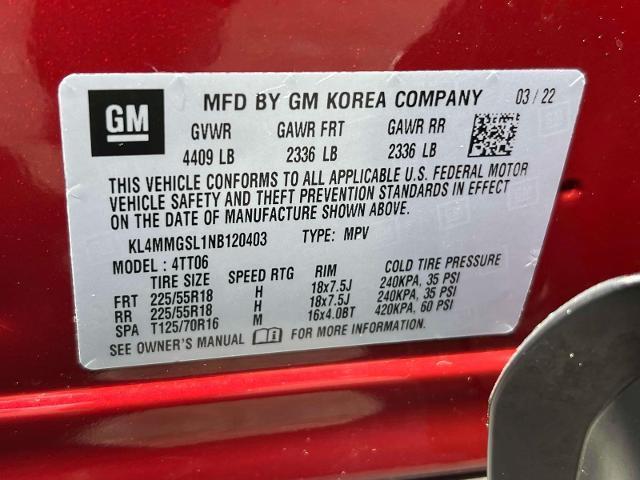 GM MFD BY GM KOREA COMPANY 03/22
GVWR GAWR FRT GAWR RR
4409 LB 2336 LB 2336 LB
THIS VEHICLE CONFORMS TO ALL APPLICABLE U.S. FEDERAL MOTOR
VEHICLE SAFETY AND THEFT PREVENTION STANDARDS IN EFFECT
ON THE DATE OF MANUFACTURE SHOWN ABOVE.
KL4MMGSL1NB120403 TYPE: MPV
MODEL: 4TT06
TIRE SIZE SPEED RTG RIM COLD TIRE PRESSURE
FRT 225/55R18 H 18x7.5J 240KPA, 35 PSI
RR 225/55R18 H 18x7.5J 240KPA, 35 PSI
SPA T125/70R16 M 16x4.0BT 420KPA, 60 PSI
SEE OWNER'S MANUAL FOR MORE INFORMATION.